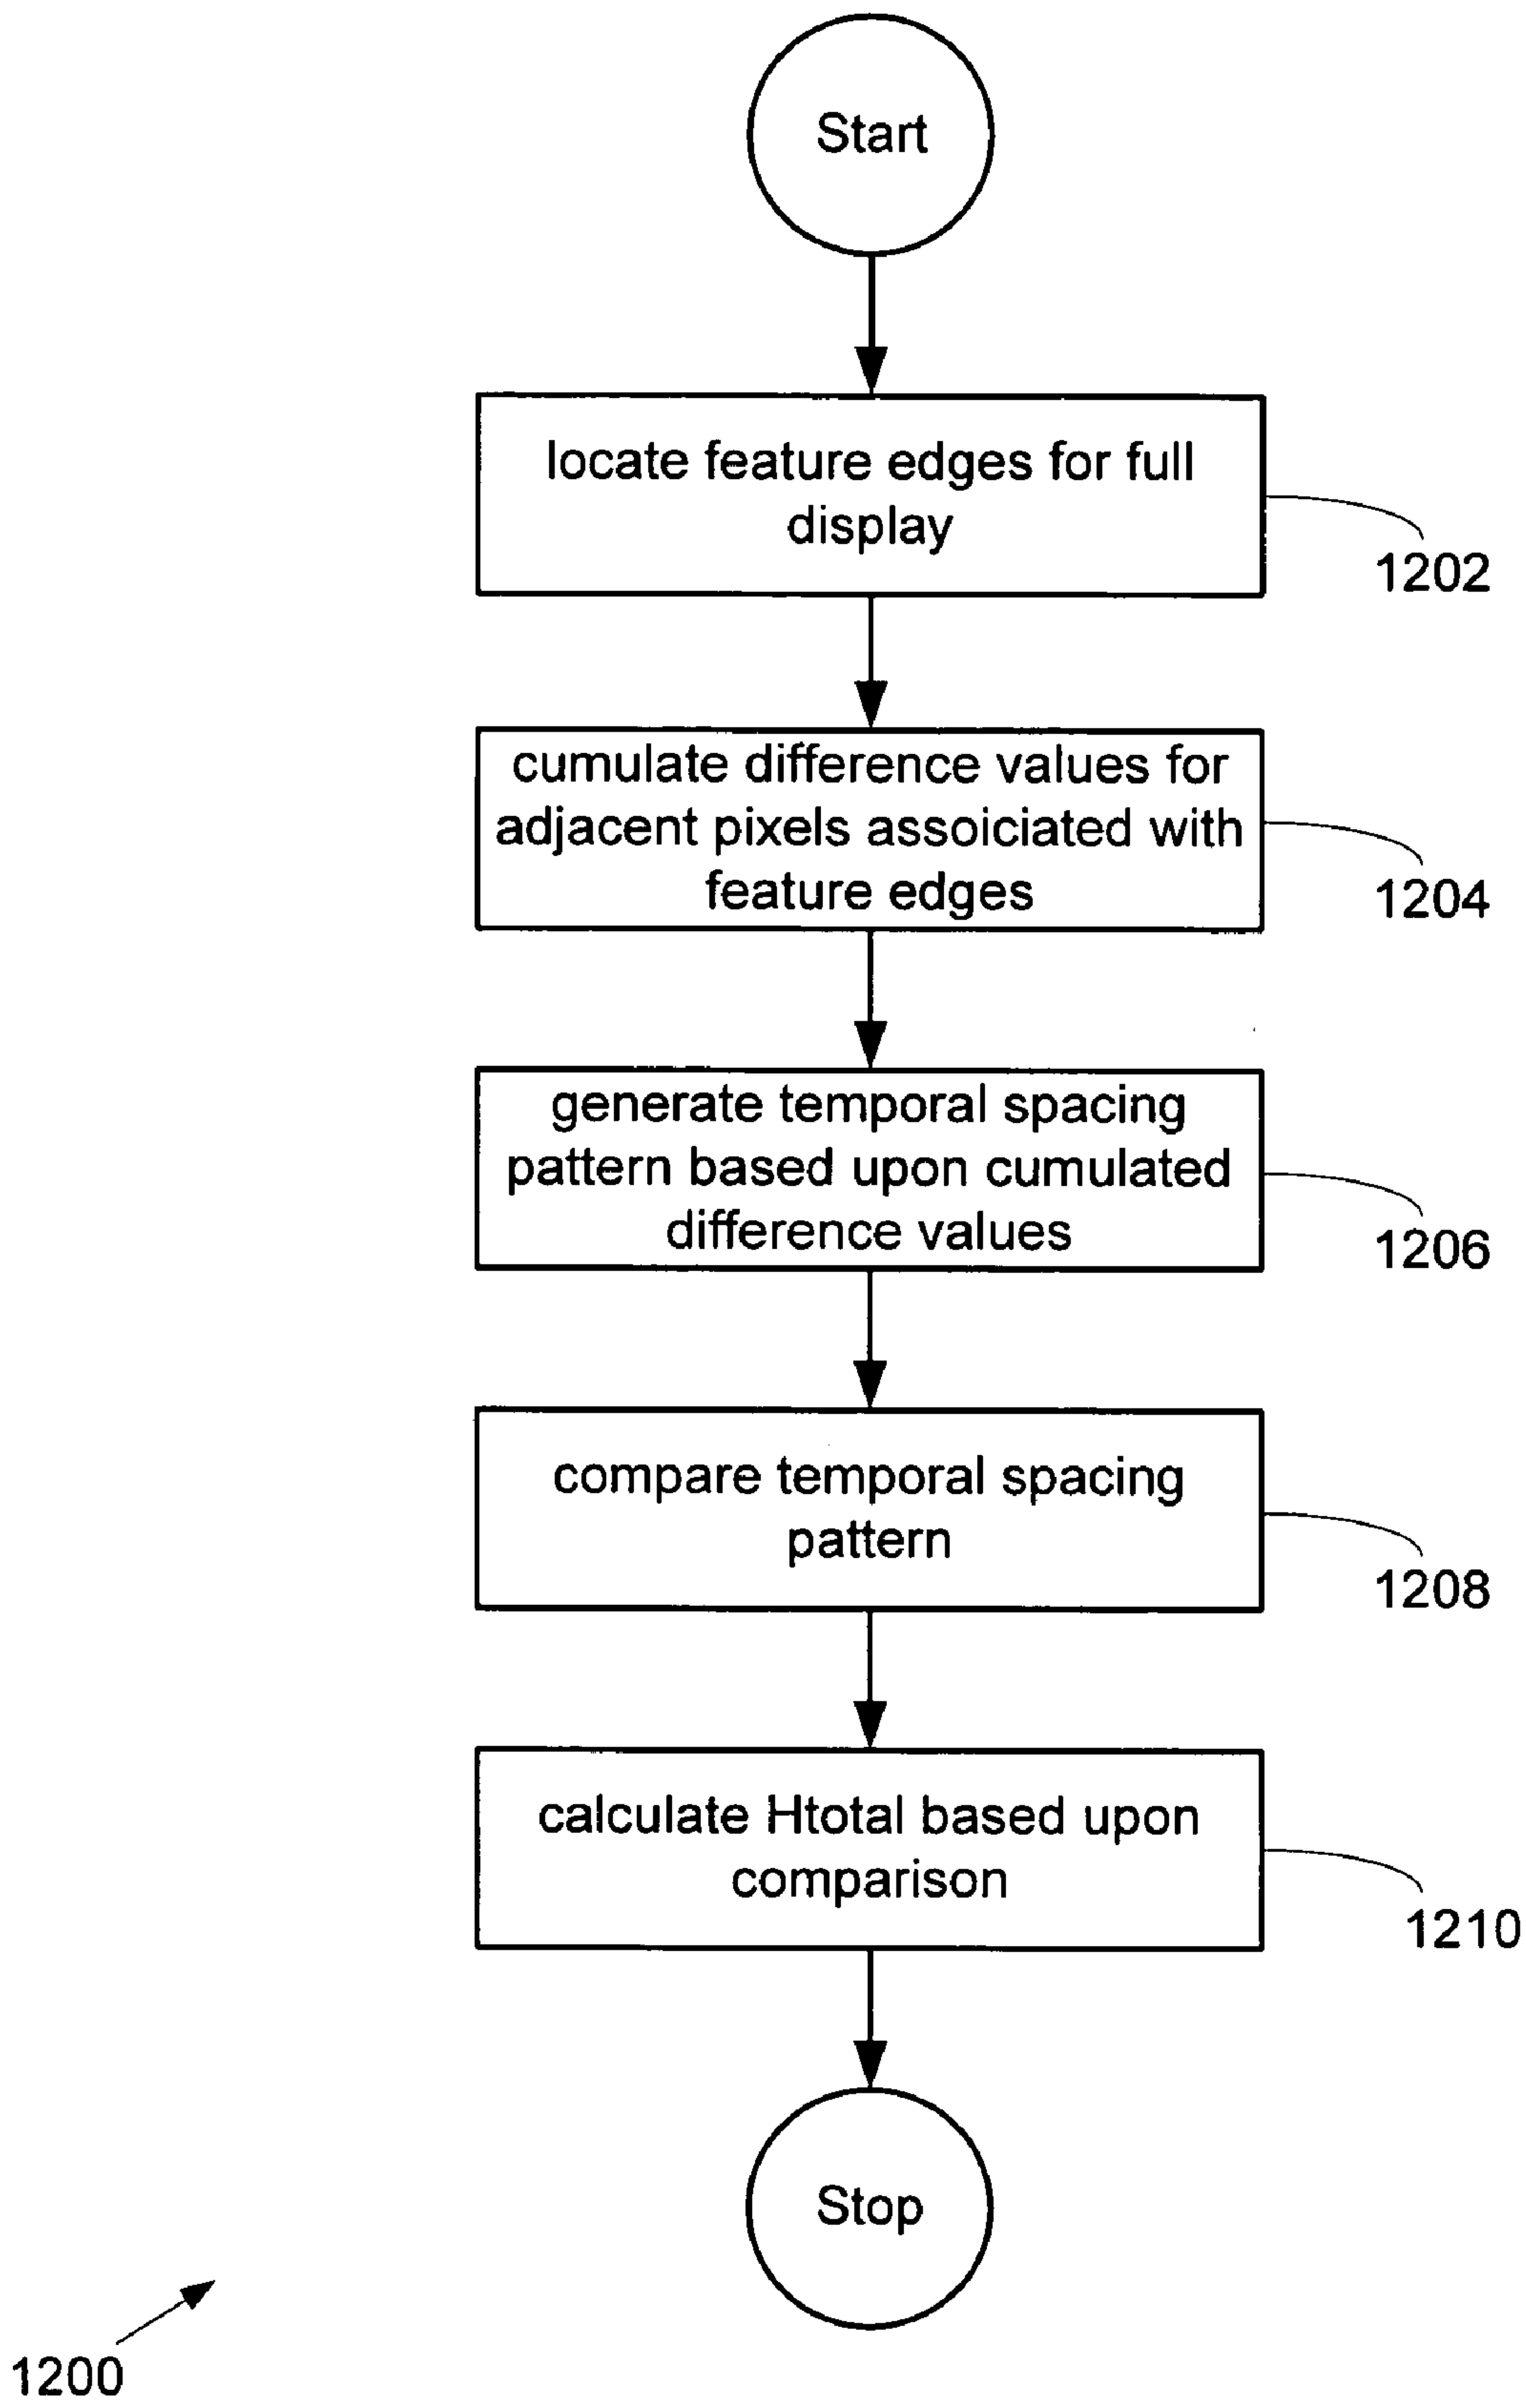 Start
locate feature edges for full
display
1202
cumulate difference values for
adjacent pixels assoiciated with
feature edges
1204
generate temporal spacing
pattern based upon cumulated
difference values
1206
compare temporal spacing
pattern
1208
calculate Htotal based upon
comparison
1210
Stop
1200